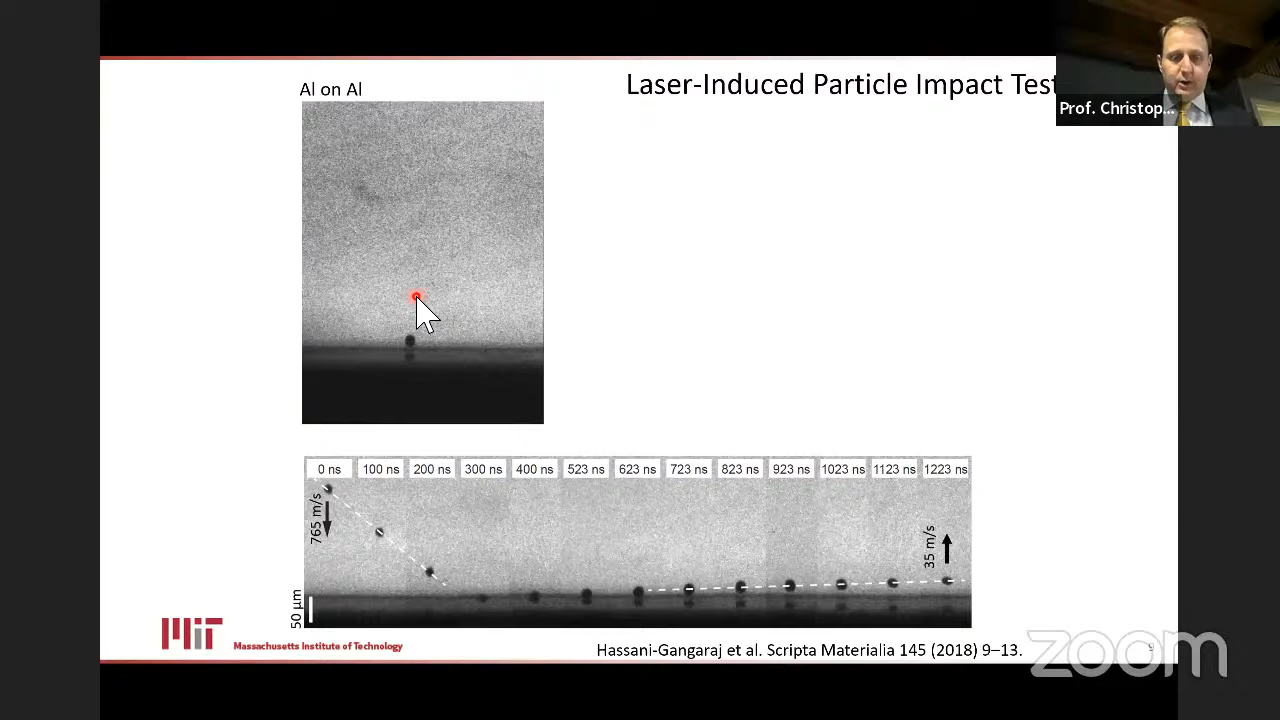 Al on Al
Laser-Induced Particle Impact Test
Prof. Christop...
0 ns
100 ns
200 ns
300 ns
400 ns
523 ns
623 ns
723 ns
823 ns
923 ns
1023 ns
1123 ns
1223 ns
765 m/s
35 m/s
50 µm
MIT
Massachusetts Institute of Technology
Hassani-Gangaraj et al. Scripta Materialia 145 (2018) 9–13.
9
zoom